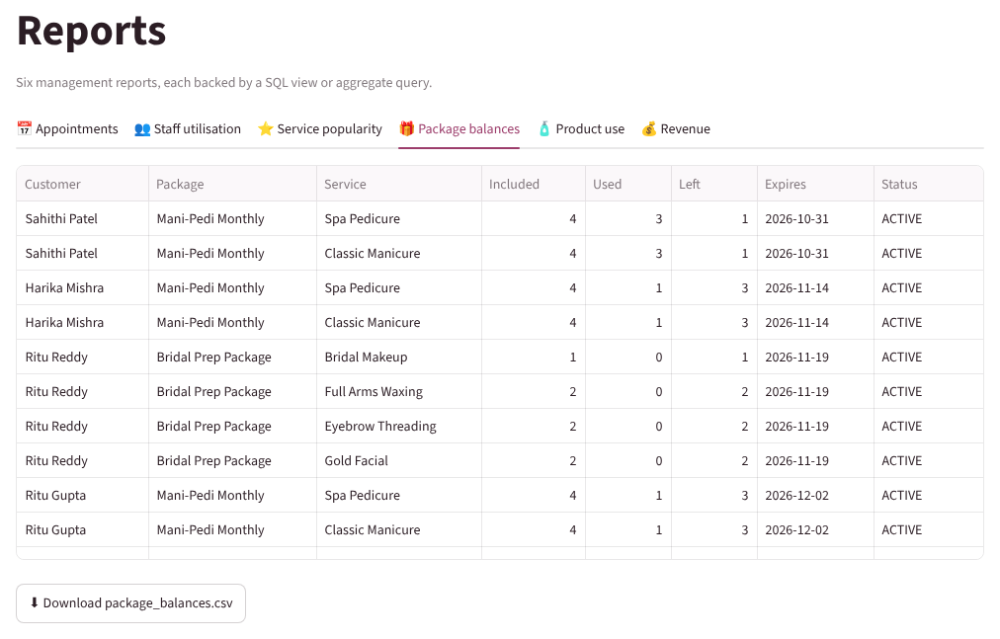 Reports
Six management reports, each backed by a SQL view or aggregate query.
📅 Appointments 👥 Staff utilisation ⭐ Service popularity 🎁 Package balances 🧴 Product use 💰 Revenue
Customer Package Service Included Used Left Expires Status
Sahithi Patel Mani-Pedi Monthly Spa Pedicure 4 3 1 2026-10-31 ACTIVE
Sahithi Patel Mani-Pedi Monthly Classic Manicure 4 3 1 2026-10-31 ACTIVE
Harika Mishra Mani-Pedi Monthly Spa Pedicure 4 1 3 2026-11-14 ACTIVE
Harika Mishra Mani-Pedi Monthly Classic Manicure 4 1 3 2026-11-14 ACTIVE
Ritu Reddy Bridal Prep Package Bridal Makeup 1 0 1 2026-11-19 ACTIVE
Ritu Reddy Bridal Prep Package Full Arms Waxing 2 0 2 2026-11-19 ACTIVE
Ritu Reddy Bridal Prep Package Eyebrow Threading 2 0 2 2026-11-19 ACTIVE
Ritu Reddy Bridal Prep Package Gold Facial 2 0 2 2026-11-19 ACTIVE
Ritu Gupta Mani-Pedi Monthly Spa Pedicure 4 1 3 2026-12-02 ACTIVE
Ritu Gupta Mani-Pedi Monthly Classic Manicure 4 1 3 2026-12-02 ACTIVE
⬇ Download package_balances.csv